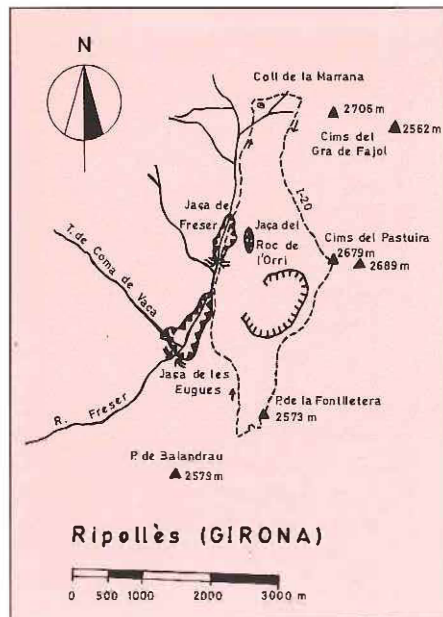 N
Coll de la Marrana
2706 m
2562 m
Cims del
Gra de Fajol
Jaça de
Freser
Jaça del
Roc de
l'Orri
1-20
Cims del Pastuira
2679 m
2689 m
T. de Coma de Vaca
Jaça de les
Eugues
R. Freser
P. de la Fontlletera
2573 m
P. de Balandrau
2579 m
Ripollès (GIRONA)
0 500 1000 2000 3000 m